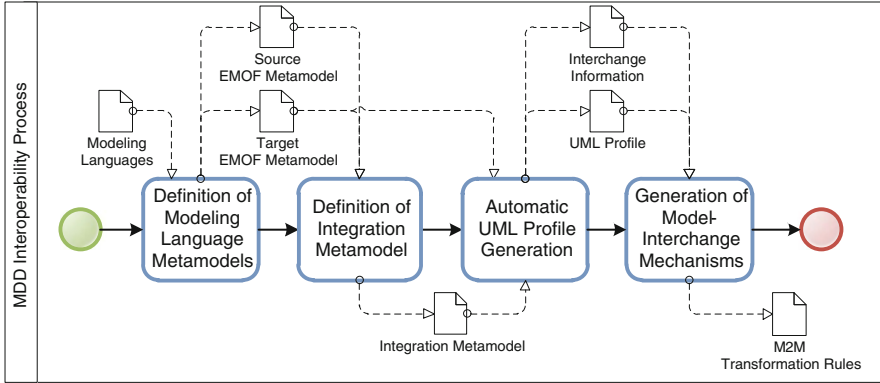 MDD Interoperability Process
Source
EMOF Metamodel
Interchange
Information
Modeling
Languages
Target
EMOF Metamodel
UML Profile
Definition of
Modeling
Language
Metamodels
Definition of
Integration
Metamodel
Automatic
UML Profile
Generation
Generation of
Model-
Interchange
Mechanisms
Integration Metamodel
M2M
Transformation Rules